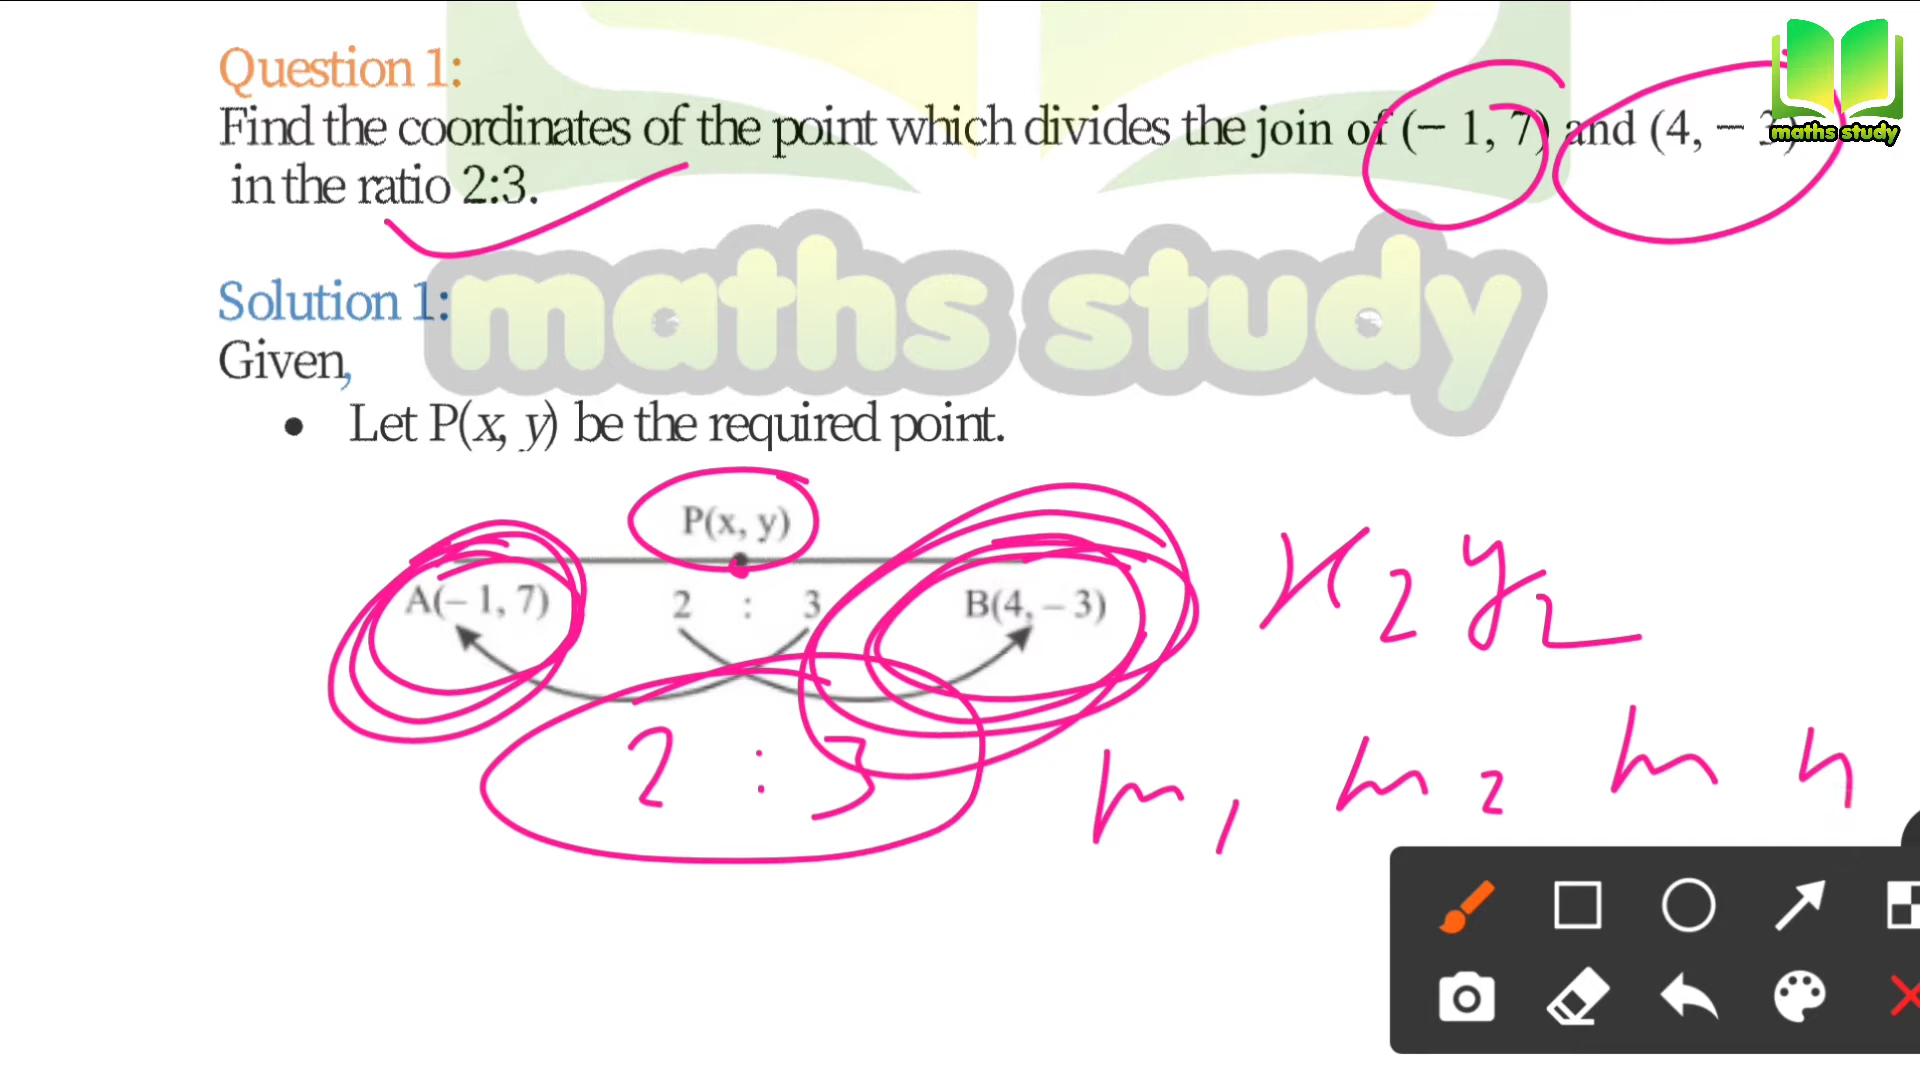 Question 1:
Find the coordinates of the point which divides the join of (– 1, 7) and (4, – 3)
in the ratio 2:3.
maths study
maths study
Solution 1:
Given,
• Let P(x, y) be the required point.
P(x, y)
A(– 1, 7) 2 : 3 B(4, – 3)
x2 y2
2 : 3
m1 m2 m n